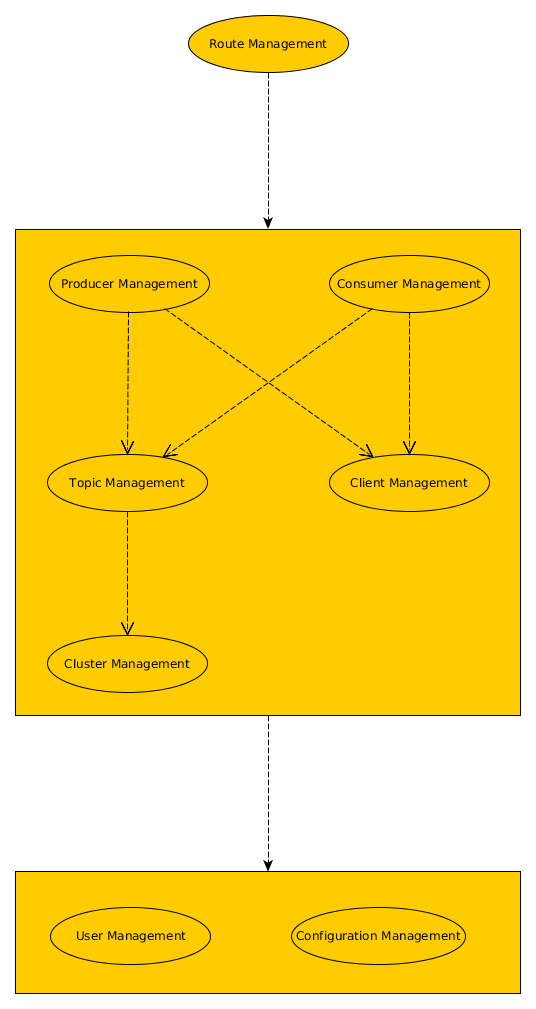 Route Management
Producer Management
Consumer Management
Topic Management
Client Management
Cluster Management
User Management
Configuration Management